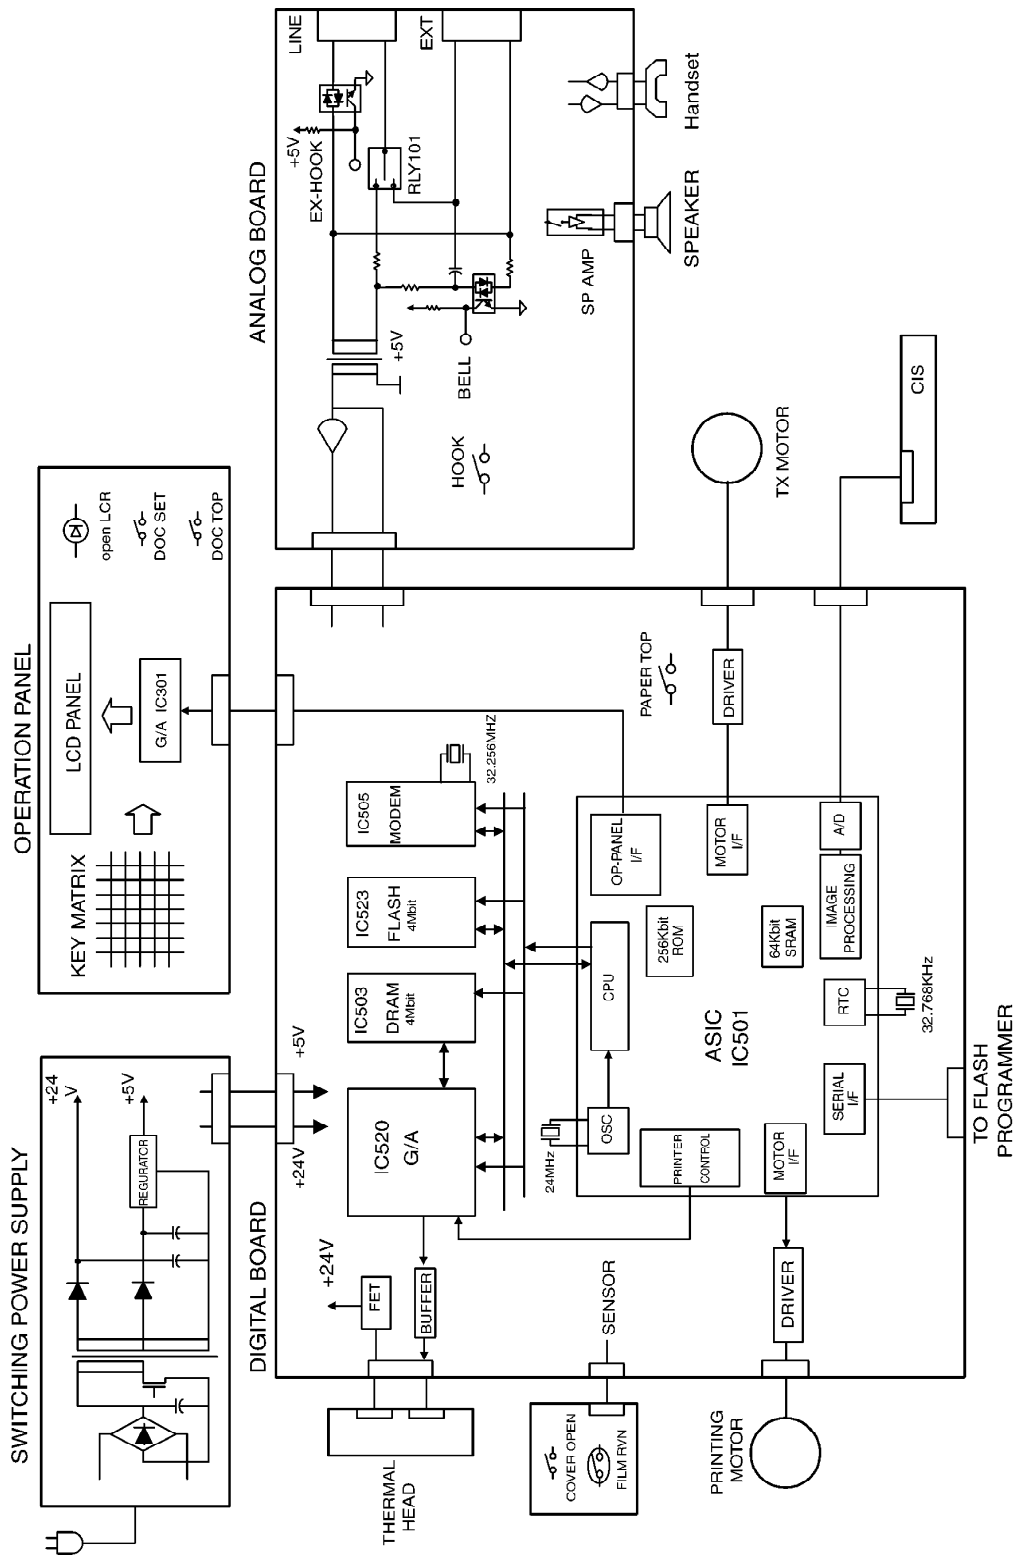 SWITCHING POWER SUPPLY
+24
V
+5V
REGURATOR
OPERATION PANEL
KEY MATRIX
LCD PANEL
G/A IC301
open LCR
DOC SET
DOC TOP
ANALOG BOARD
LINE
EXT
+5V
EX-HOOK
RLY101
+5V
BELL
HOOK
SP AMP
SPEAKER
Handset
DIGITAL BOARD
+24V
+5V
+24V
FET
BUFFER
THERMAL
HEAD
IC520
G/A
IC503
DRAM
4Mbit
IC523
FLASH
4Mbit
IC505
MODEM
32.256MHZ
SENSOR
COVER OPEN
FILM RVN
24MHz
OSC
CPU
OP-PANEL
I/F
PRINTER
CONTROL
256Kbit
ROM
ASIC
IC501
64Kbit
SRAM
MOTOR
I/F
MOTOR
I/F
DRIVER
PRINTING
MOTOR
SERIAL
I/F
RTC
32.768KHz
IMAGE
PROCESSING
A/D
PAPER TOP
DRIVER
TX MOTOR
CIS
TO FLASH
PROGRAMMER